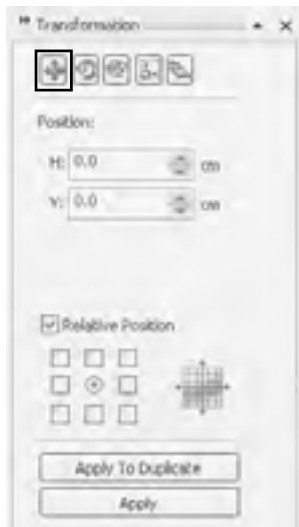 Transformation
Position:
H: 0.0 cm
V: 0.0 cm
Relative Position
Apply To Duplicate
Apply